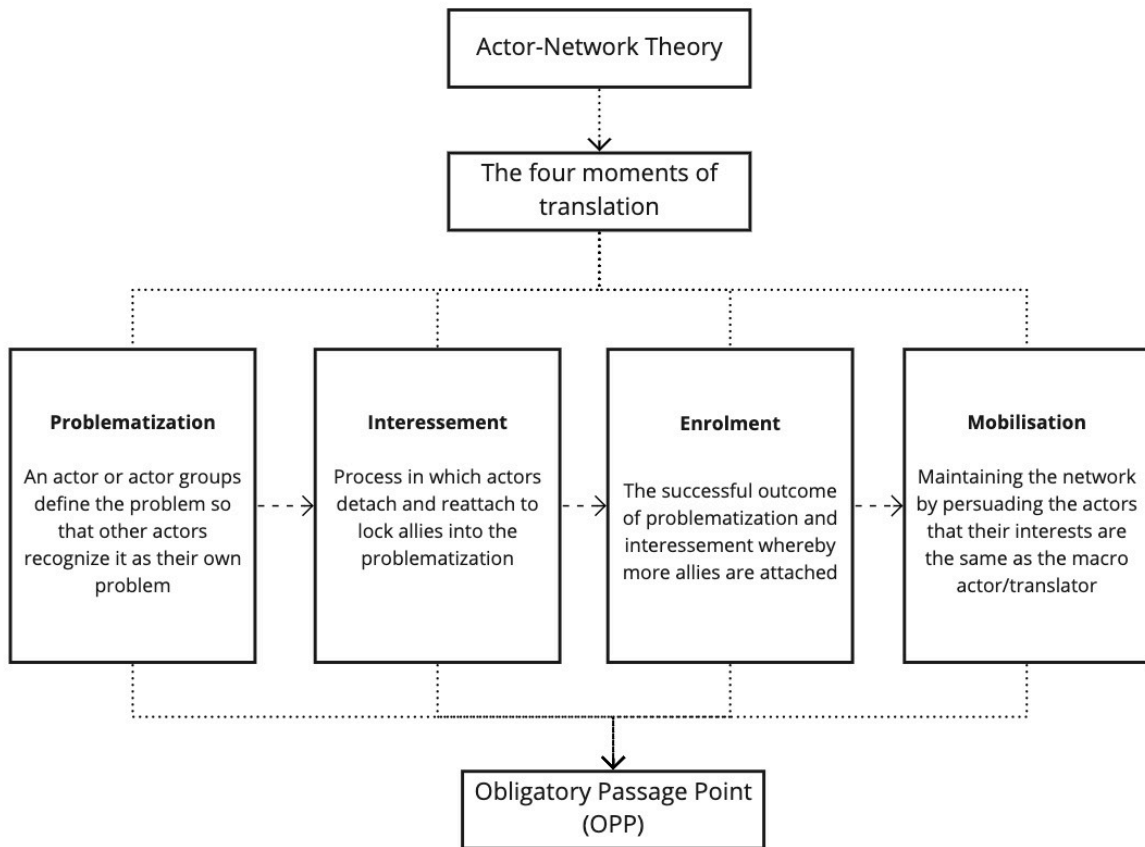 Actor-Network Theory
The four moments of
translation
Problematization
An actor or actor groups
define the problem so
that other actors
recognize it as their own
problem
Interessement
Process in which actors
detach and reattach to
lock allies into the
problematization
Enrolment
The successful outcome
of problematization and
interessement whereby
more allies are attached
Mobilisation
Maintaining the network
by persuading the actors
that their interests are
the same as the macro
actor/translator
Obligatory Passage Point
(OPP)